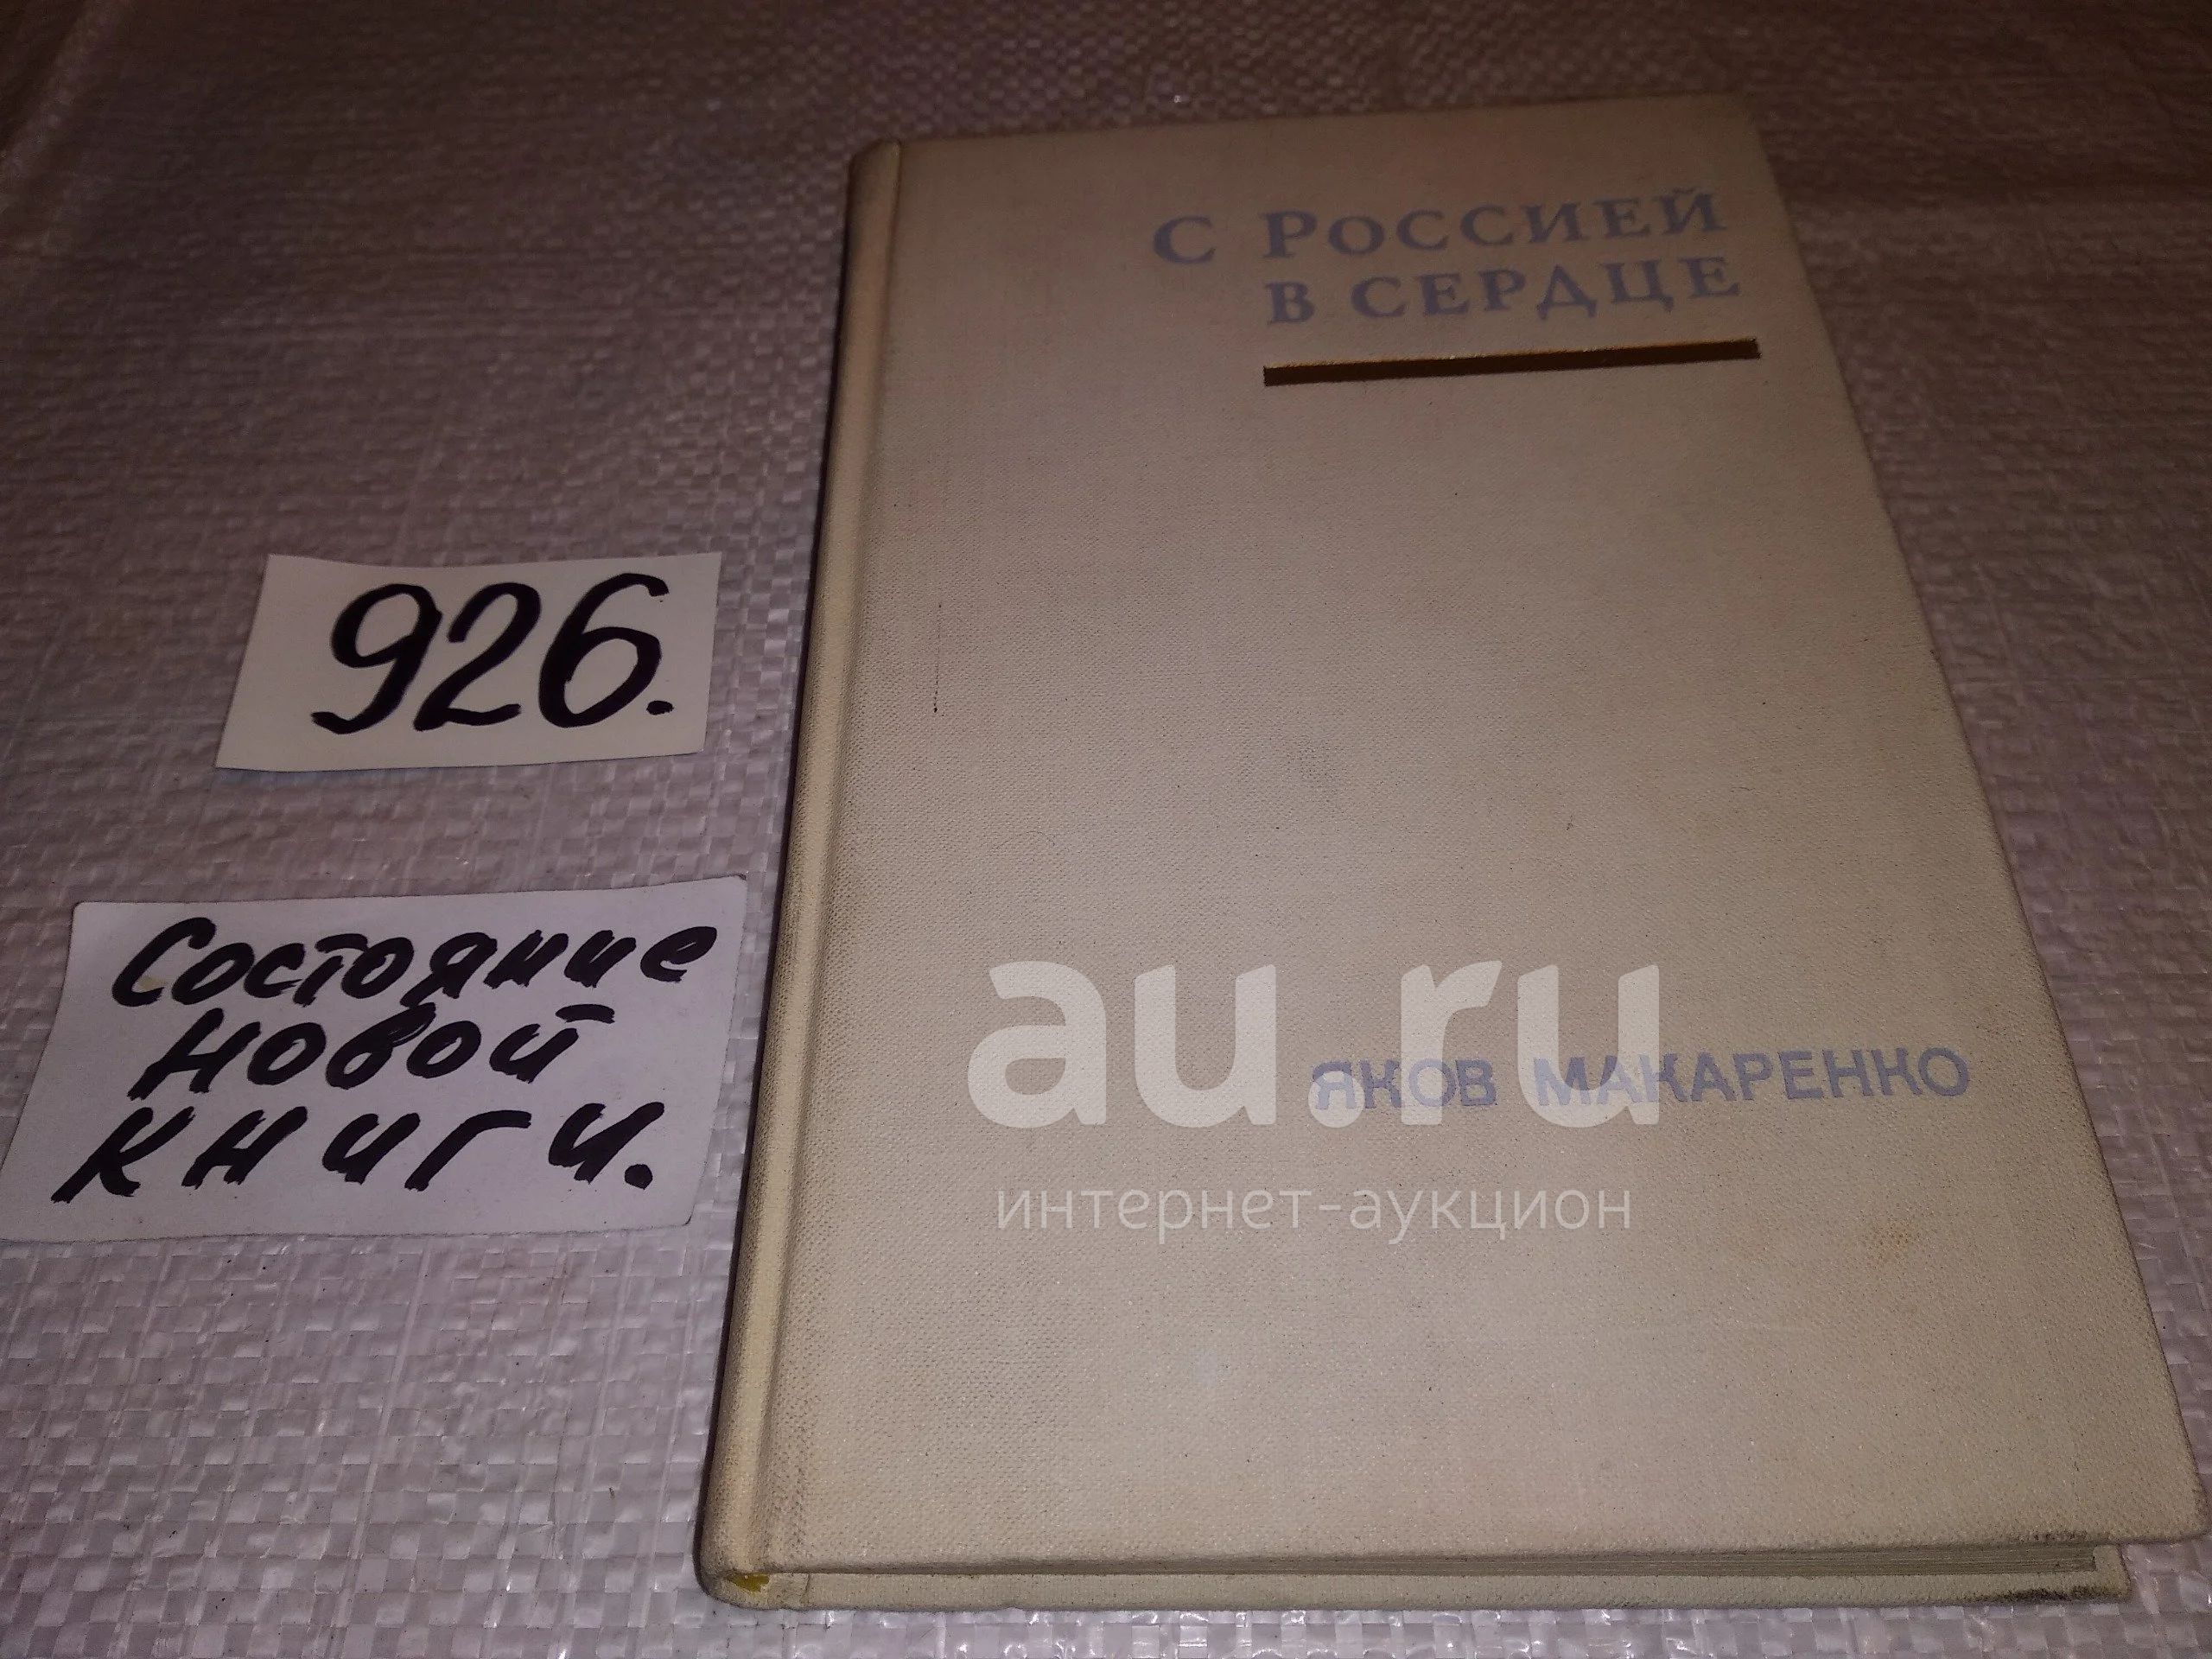 С РОССИЕЙ
В СЕРДЦЕ
926.
Состояние
новой
книги.
au.ru
ЯКОВ МАКАРЕНКО
интернет-аукцион